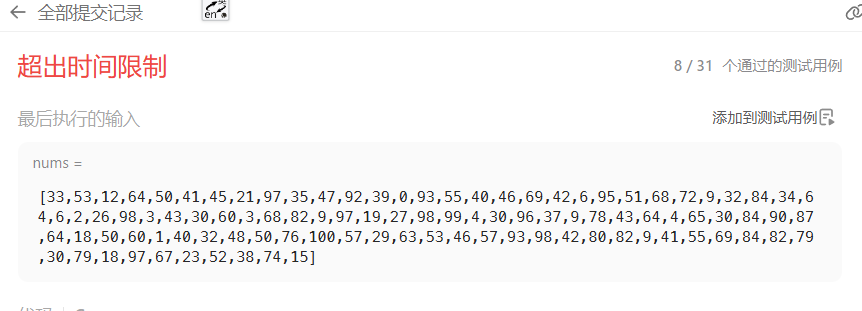 全部提交记录
en
超出时间限制
8 / 31 个通过的测试用例
最后执行的输入
添加到测试用例
nums =
[33,53,12,64,50,41,45,21,97,35,47,92,39,0,93,55,40,46,69,42,6,95,51,68,72,9,32,84,34,6
4,6,2,26,98,3,43,30,60,3,68,82,9,97,19,27,98,99,4,30,96,37,9,78,43,64,4,65,30,84,90,87
,64,18,50,60,1,40,32,48,50,76,100,57,29,63,53,46,57,93,98,42,80,82,9,41,55,69,84,82,79
,30,79,18,97,67,23,52,38,74,15]